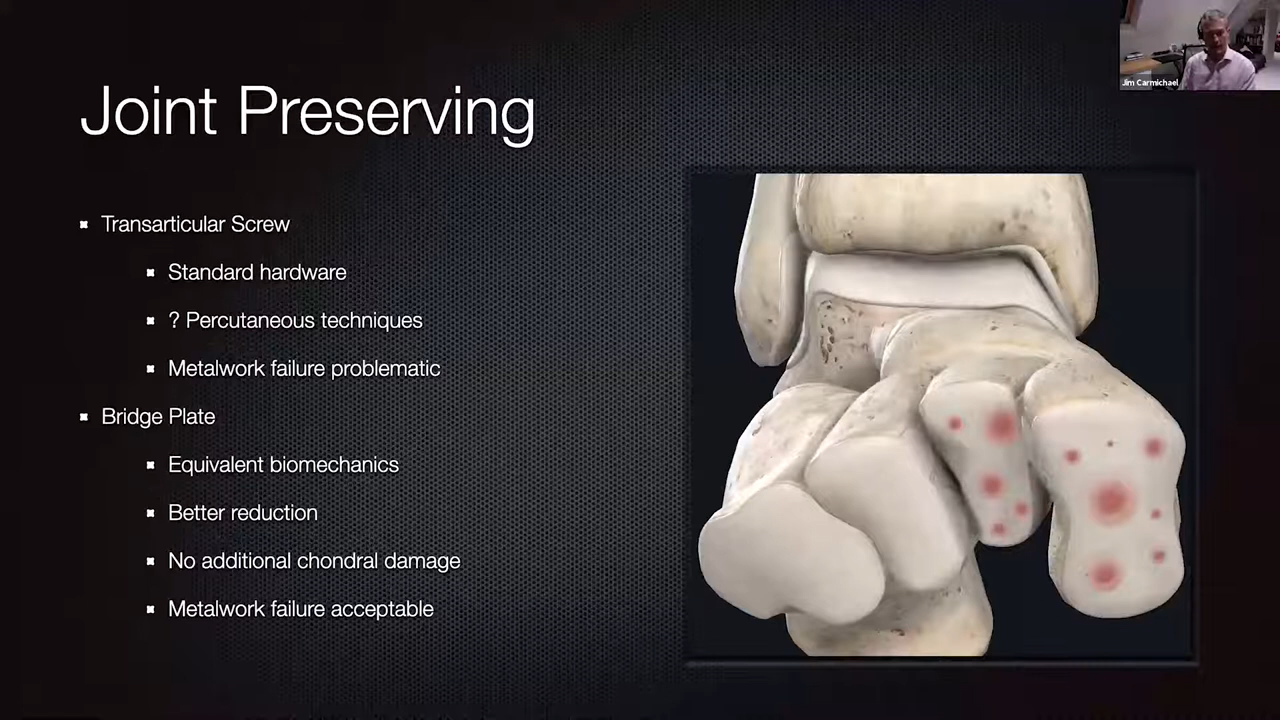 Jim Carmichael
Joint Preserving
Transarticular Screw
Standard hardware
? Percutaneous techniques
Metalwork failure problematic
Bridge Plate
Equivalent biomechanics
Better reduction
No additional chondral damage
Metalwork failure acceptable